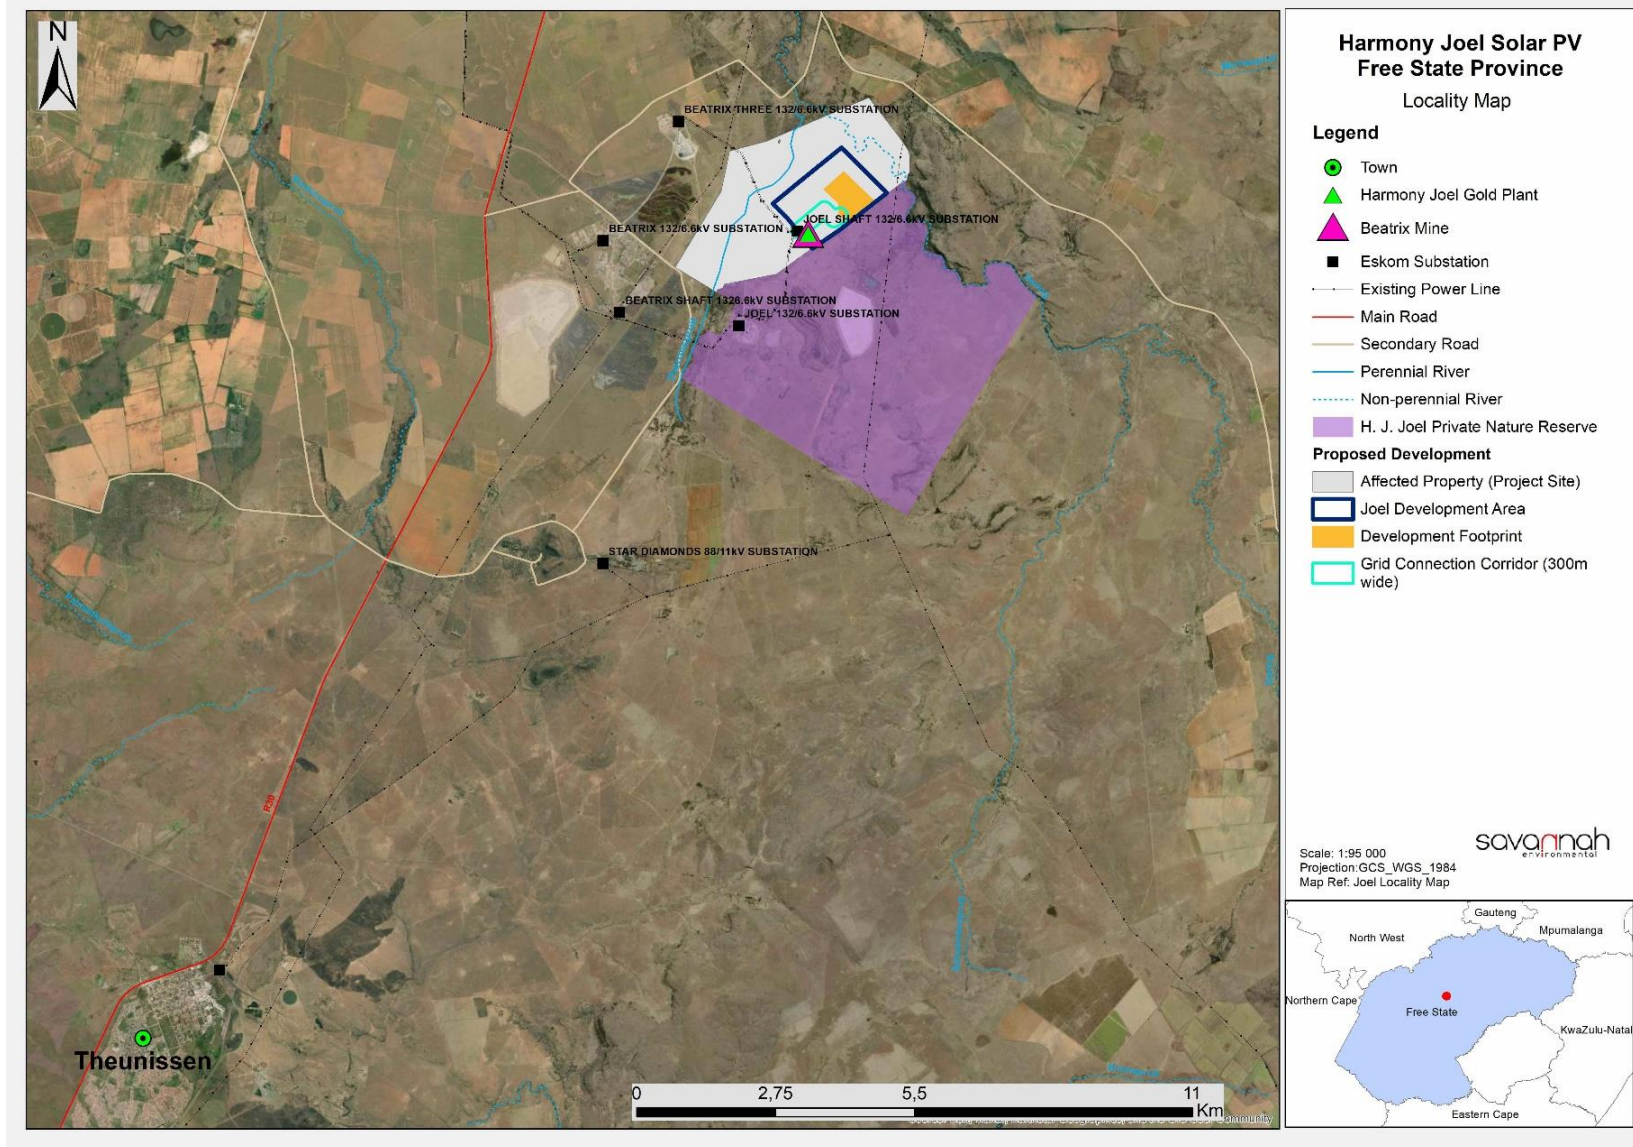 N
BEATRIX THREE 132/6.6kV SUBSTATION
JOEL SHAFT 132/6.6kV SUBSTATION
BEATRIX 132/6.6kV SUBSTATION
BEATRIX SHAFT 1326.6kV SUBSTATION
JOEL 132/6.6kV SUBSTATION
STAR DIAMONDS 88/11kV SUBSTATION
R30
Theunissen
0 2,75 5,5 11
Km
Harmony Joel Solar PV
Free State Province
Locality Map
Legend
Town
Harmony Joel Gold Plant
Beatrix Mine
Eskom Substation
Existing Power Line
Main Road
Secondary Road
Perennial River
Non-perennial River
H. J. Joel Private Nature Reserve
Proposed Development
Affected Property (Project Site)
Joel Development Area
Development Footprint
Grid Connection Corridor (300m
wide)
savannah
environmental
Scale: 1:95 000
Projection:GCS_WGS_1984
Map Ref: Joel Locality Map
Gauteng
North West
Mpumalanga
Northern Cape
Free State
KwaZulu-Natal
Eastern Cape